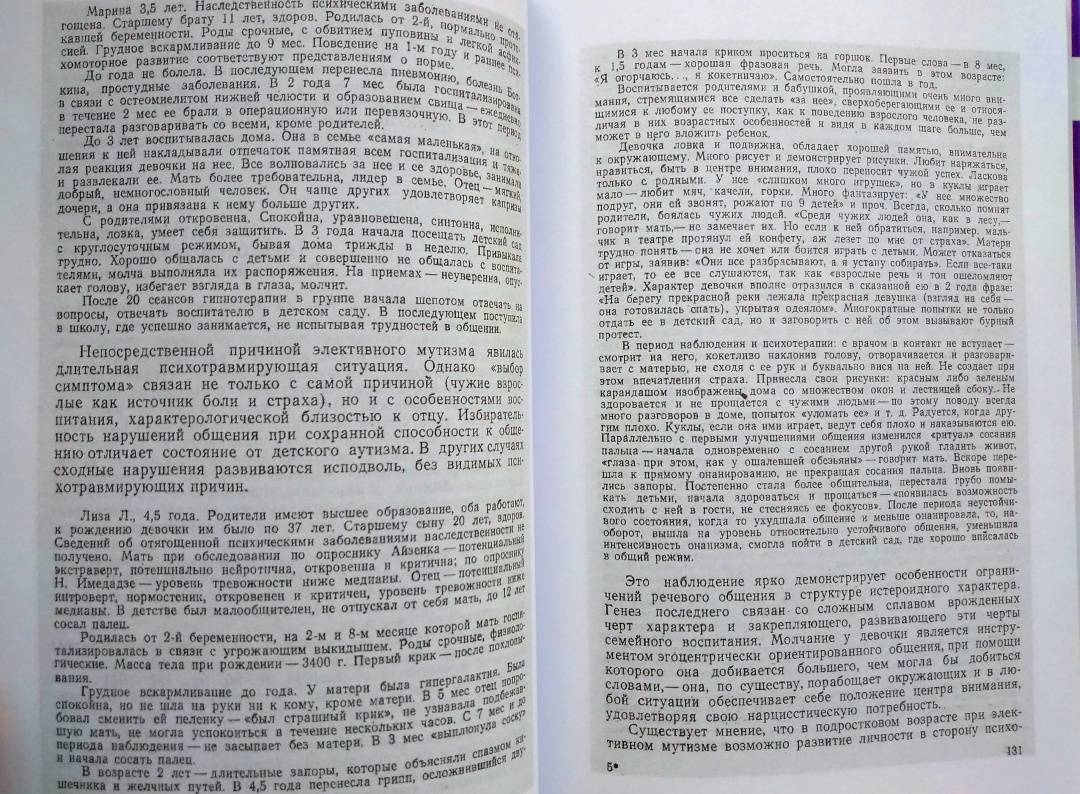 Марина 3,5 лет. Наследственность психическими заболеваниями не отя-
гощена. Старшему брату 11 лет, здоров. Родилась от 2-й, нормально проте-
кавшей беременности. Роды срочные, с обвитием пуповины и легкой асфик-
сией. Грудное вскармливание до 9 мес. Поведение на 1-м году и раннее пси-
хомоторное развитие соответствуют представлениям о норме.
До года не болела. В последующем перенесла пневмонию, болезнь Бот-
кина, простудные заболевания. В 2 года 7 мес была госпитализирована
в связи с остеомиелитом нижней челюсти и образованием свища — ежедневно
в течение 2 мес ее брали в операционную или перевязочную. В этот период
перестала разговаривать со всеми, кроме родителей.
До 3 лет воспитывалась дома. Она в семье «самая маленькая», на отно-
шения к ней накладывали отпечаток памятная всем госпитализация и тяже-
лая реакция девочки на нес. Все волновались за нее и ее здоровье, занимали
и развлекали ее. Мать более требовательна, лидер в семье. Отец — мягкий,
добрый, немногословный человек. Он чаще других удовлетворяет капризы
дочери, а она привязана к нему больше других.
С родителями откровенна. Спокойна, уравновешена, синтонна, исполни-
тельна, ловка, умеет себя защитить. В 3 года начала посещать детский сад
с круглосуточным режимом, бывая дома трижды в неделю. Привыкала
трудно. Хорошо общалась с детьми и совершенно не общалась с воспита-
телями, молча выполняла их распоряжения. На приемах — неуверенна, опус-
кает голову, избегает взгляда в глаза, молчит.
После 20 сеансов гипнотерапии в группе начала шепотом отвечать на
вопросы, отвечать воспитателю в детском саду. В последующем поступила
в школу, где успешно занимается, не испытывая трудностей в общении.
Непосредственной причиной элективного мутизма явилась
длительная психотравмирующая ситуация. Однако «выбор
симптома» связан не только с самой причиной (чужие взрос-
лые как источник боли и страха), но и с особенностями вос-
питания, характерологической близостью к отцу. Избиратель-
ность нарушений общения при сохранной способности к обще-
нию отличает состояние от детского аутизма. В других случаях
сходные нарушения развиваются исподволь, без видимых пси-
хотравмирующих причин.
Лиза Л., 4,5 года. Родители имеют высшее образование, оба работают,
к рождению девочки им было по 37 лет. Старшему сыну 20 лет, здоров.
Сведений об отягощенной психическими заболеваниями наследственности не
получено. Мать при обследовании по опроснику Айзенка — потенциальный
экстраверт, потенциально нейротична, откровенна и критична; по опроснику
Н. Имедадзе — уровень тревожности ниже медианы. Отец — потенциальный
интроверт, нормостеник, откровенен и критичен, уровень тревожности ниже
медианы. В детстве был малообщителен, не отпускал от себя мать, до 12 лет
сосал палец.
Родилась от 2-й беременности, на 2-м и 8-м месяце которой мать госпи-
тализировалась в связи с угрожающим выкидышем. Роды срочные, физиоло-
гические. Масса тела при рождении — 3400 г. Первый крик — после похлопы-
вания.
Грудное вскармливание до года. У матери была гипергалактия. Была
спокойна, но не шла на руки ни к кому, кроме матери. В 5 мес отец попро-
бовал сменить ей пеленку — «был страшный крик», не узнавала подбежав-
шую мать, не могла успокоиться в течение нескольких часов. С 7 мес и до
периода наблюдения — не засыпает без матери. В 3 мес «выплюнула соску»
и начала сосать палец.
В возрасте 2 лет — длительные запоры, которые объясняли спазмом ки-
шечника и желчных путей. В 4,5 года перенесла грипп, осложнившийся дву-
В 3 мес начала криком проситься на горшок. Первые слова — в 8 мес,
к 1,5 годам — хорошая фразовая речь. Могла заявить в этом возрасте:
«Я огорчаюсь..., я кокетничаю». Самостоятельно пошла в год.
Воспитывается родителями и бабушкой, проявляющими очень много вни-
мания, стремящимися все сделать «за нее», сверхоберегающими ее и относя-
щимися к любому ее поступку, как к поведению взрослого человека, не раз-
личая в них возрастных особенностей и видя в каждом шаге больше, чем
может в него вложить ребенок.
Девочка ловка и подвижна, обладает хорошей памятью, внимательна
к окружающему. Много рисует и демонстрирует рисунки. Любит наряжаться,
нравиться, быть в центре внимания, плохо переносит чужой успех. Ласкова
только с родными. У нее «слишком много игрушек», но в куклы играет
мало — любит мяч, качели, горки. Много фантазирует: «У нее множество
подруг, они ей звонят, рожают по 9 детей» и проч. Всегда, сколько помнят
родители, боялась чужих людей. «Среди чужих людей она, как в лесу,—
говорит мать,— не замечает их. Но если к ней обратиться, например, маль-
чик в театре протянул ей конфету, аж лезет по мне от страха». Матери
трудно понять — она не хочет или боится играть с детьми. Может отказаться
от игры, заявив: «Они все разбрасывают, а я устану собирать». Если все-таки
играет, то ее все слушаются, так как «взрослые речь и тон ошеломляют
детей». Характер девочки вполне отразился в сказанной ею в 2 года фразе:
«На берегу прекрасной реки лежала прекрасная девушка (взгляд на себя —
она готовилась спать), укрытая одеялом». Многократные попытки не только
отдать ее в детский сад, но и заговорить с ней об этом вызывают бурный
протест.
В период наблюдения и психотерапии: с врачом в контакт не вступает —
смотрит на него, кокетливо наклонив голову, отворачивается и разговари-
вает с матерью, не сходя с ее рук и буквально вися на ней. Не создает при
этом впечатления страха. Принесла свои рисунки: красным либо зеленым
карандашом изображены дома со множеством окон и лестницей сбоку. Не
здоровается и не прощается с чужими людьми — по этому поводу всегда
много разговоров в доме, попыток «уломать ее» и т. д. Радуется, когда дру-
гим плохо. Куклы, если она ими играет, ведут себя плохо и наказываются ею.
Параллельно с первыми улучшениями общения изменился «ритуал» сосания
пальца — начала одновременно с сосанием другой рукой гладить живот,
«глаза при этом, как у ошалевшей обезьяны» — говорит мать. Вскоре пере-
шла к прямому онанированию, не прекращая сосания пальца. Вновь появи-
лись запоры. Постепенно стала более общительна, перестала грубо помы-
кать детьми, начала здороваться и прощаться — «появилась возможность
сходить с ней в гости, не стесняясь ее фокусов». После периода неустойчи-
вого состояния, когда то ухудшала общение и меньше онанировала, то, на-
оборот, вышла на уровень относительно устойчивого общения, уменьшила
интенсивность онанизма, смогла пойти в детский сад, где хорошо вписалась
в общий режим.
Это наблюдение ярко демонстрирует особенности ограни-
чений речевого общения в структуре истероидного характера.
Генез последнего связан со сложным сплавом врожденных
черт характера и закрепляющего, развивающего эти черты
семейного воспитания. Молчание у девочки является инстру-
ментом эгоцентрически ориентированного общения, при помощи
которого она добивается большего, чем могла бы добиться
словами,— она, по существу, порабощает окружающих и в лю-
бой ситуации обеспечивает себе положение центра внимания,
удовлетворяя свою нарцисстическую потребность.
Существует мнение, что в подростковом возрасте при элек-
тивном мутизме возможно развитие личности в сторону психо-
5*
131